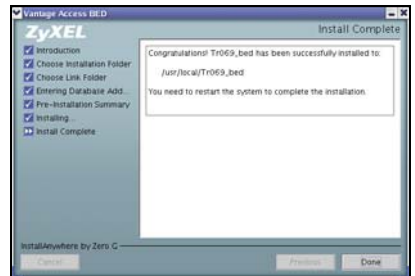 Vantage Access BED
ZyXEL
Install Complete
Introduction
Choose Installation Folder
Choose Link Folder
Entering Database Add...
Pre-Installation Summary
Installing...
Install Complete
Congratulations! Tr069_bed has been successfully installed to:
/usr/local/Tr069_bed
You need to restart the system to complete the installation.
InstallAnywhere by Zero G
Cancel
Previous
Done